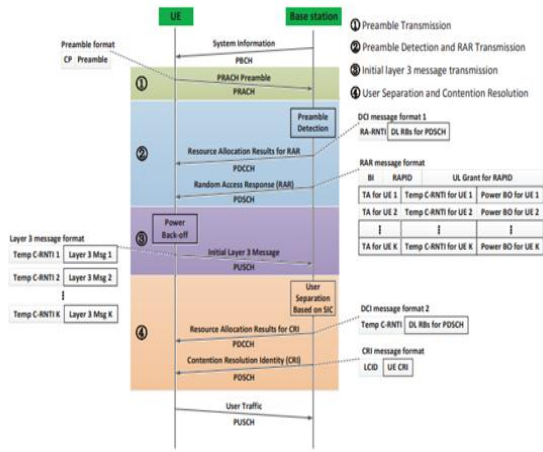 UE
Base station
① Preamble Transmission
② Preamble Detection and RAR Transmission
③ Initial layer 3 message transmission
④ User Separation and Contention Resolution
System Information
PBCH
Preamble format
CP Preamble
①
PRACH Preamble
PRACH
②
Preamble
Detection
Resource Allocation Results for RAR
PDCCH
Random Access Response (RAR)
PDSCH
DCI message format 1
RA-RNTI DL RBs for PDSCH
RAR message format
BI RAPID UL Grant for RAPID
TA for UE 1 Temp C-RNTI for UE 1 Power BO for UE 1
TA for UE 2 Temp C-RNTI for UE 2 Power BO for UE 2
TA for UE K Temp C-RNTI for UE K Power BO for UE K
③
Power
Back-off
Initial Layer 3 Message
PUSCH
Layer 3 message format
Temp C-RNTI 1 Layer 3 Msg 1
Temp C-RNTI 2 Layer 3 Msg 2
Temp C-RNTI K Layer 3 Msg K
④
User
Separation
Based on SIC
Resource Allocation Results for CRI
PDCCH
Contention Resolution Identity (CRI)
PDSCH
DCI message format 2
Temp C-RNTI DL RBs for PDSCH
CRI message format
LCID UE CRI
User Traffic
PUSCH